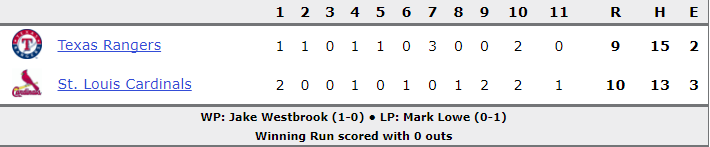 1 2 3 4 5 6 7 8 9 10 11 R H E
Texas Rangers 1 1 0 1 1 0 3 0 0 2 0 9 15 2
St. Louis Cardinals 2 0 0 1 0 1 0 1 2 2 1 10 13 3
WP: Jake Westbrook (1-0) • LP: Mark Lowe (0-1)
Winning Run scored with 0 outs